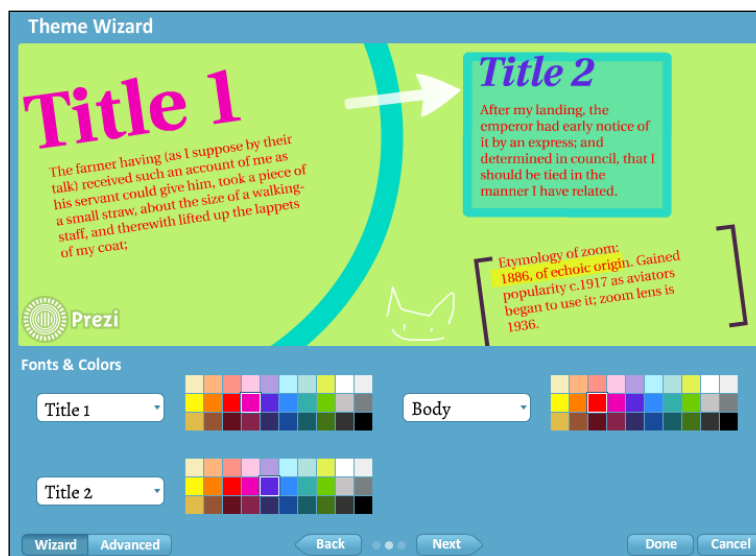 Theme Wizard
Title 1
The farmer having (as I suppose by their
talk) received such an account of me as
his servant could give him, took a piece of
a small straw, about the size of a walking-
staff, and therewith lifted up the lappets
of my coat;
Title 2
After my landing, the
emperor had early notice of
it by an express; and
determined in council, that I
should be tied in the
manner I have related.
Etymology of zoom:
1886, of echoic origin. Gained
popularity c.1917 as aviators
began to use it; zoom lens is
1936.
Prezi
Fonts & Colors
Title 1
Body
Title 2
Wizard
Advanced
Back
Next
Done
Cancel